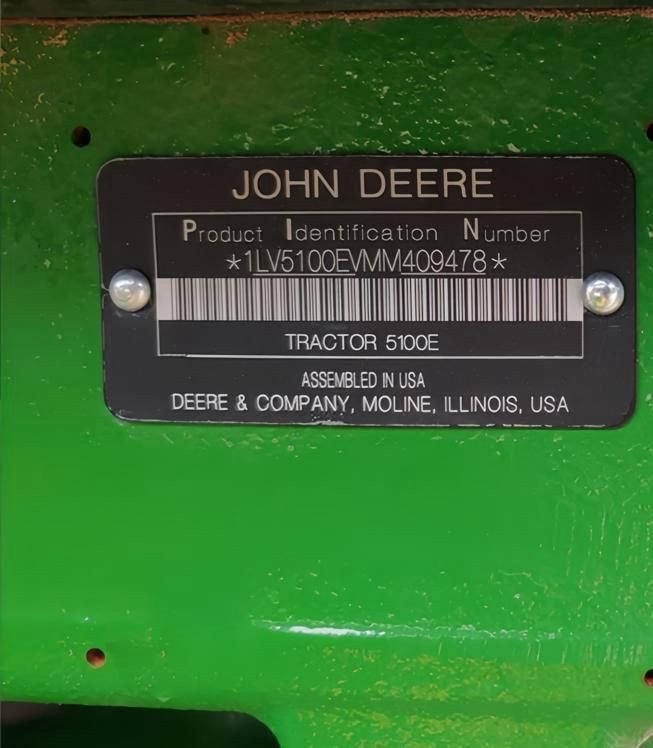 JOHN DEERE
Product Identification Number
*1LV5100EVMM409478*
TRACTOR 5100E
ASSEMBLED IN USA
DEERE & COMPANY, MOLINE, ILLINOIS, USA